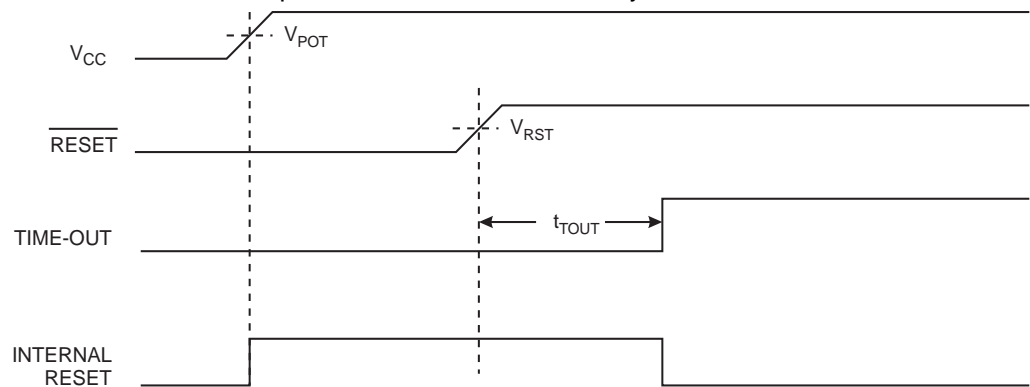 V_CC
V_POT
RESET
V_RST
TIME-OUT
t_TOUT
INTERNAL
RESET